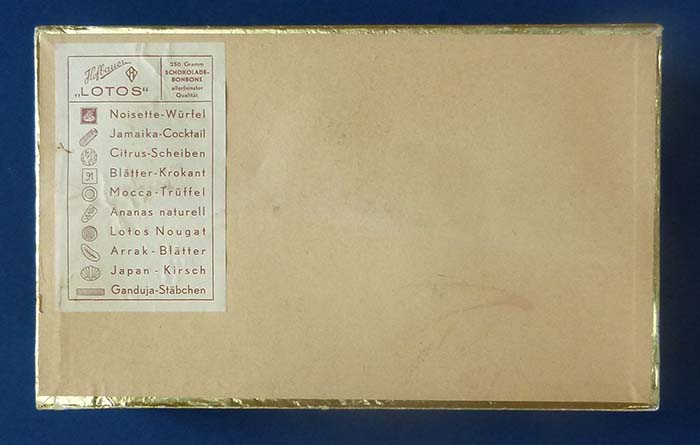 Hofbauer
„LOTOS“
250 Gramm
SCHOKOLADE-
BONBONS
allerfeinster
Qualität
Noisette-Würfel
Jamaika-Cocktail
Citrus-Scheiben
Blätter-Krokant
Mocca-Trüffel
Ananas naturell
Lotos Nougat
Arrak-Blätter
Japan-Kirsch
Ganduja-Stäbchen